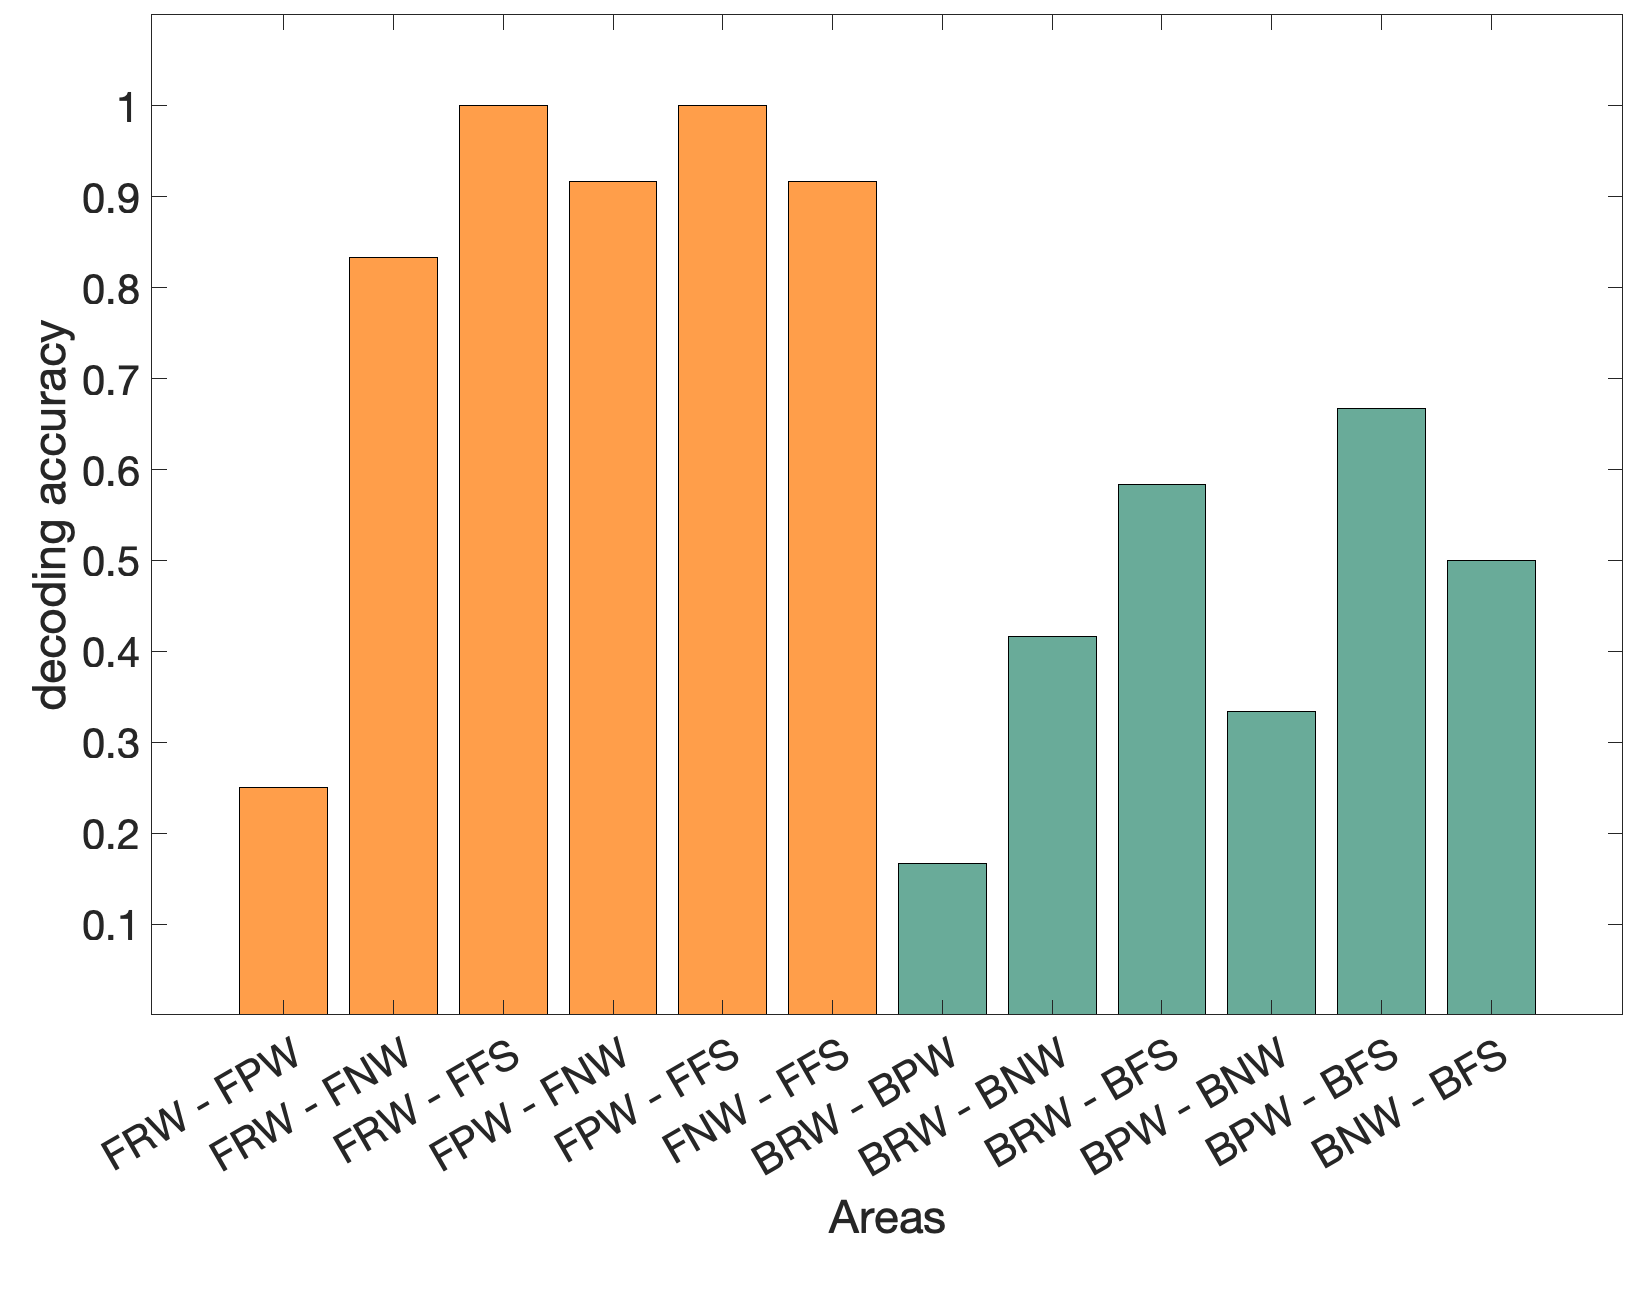 1
0.9
0.8
0.7
0.6
0.5
0.4
0.3
0.2
0.1
decoding accuracy
FRW - FPW
FRW - FNW
FRW - FFS
FPW - FNW
FPW - FFS
FNW - FFS
BRW - BPW
BRW - BNW
BRW - BFS
BPW - BNW
BPW - BFS
BNW - BFS
Areas